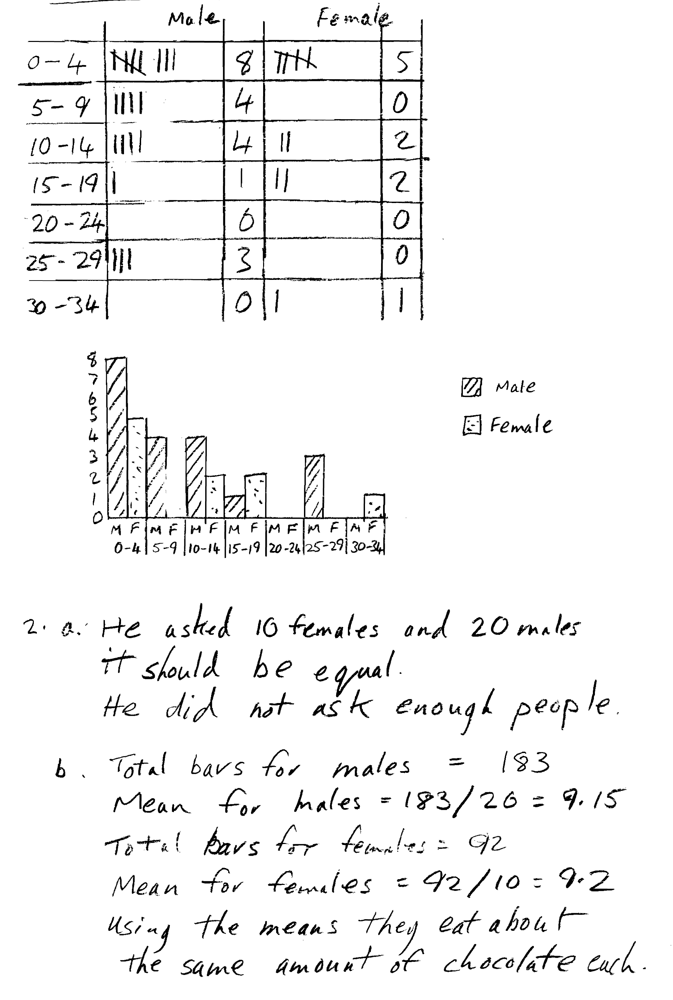 Male Female
0-4 8 5
5-9 4 0
10-14 4 2
15-19 1 2
20-24 0 0
25-29 3 0
30-34 0 1
8
7
6
5
4
3
2
1
0
Male
Female
M F M F M F M F M F M F M F
0-4 5-9 10-14 15-19 20-24 25-29 30-34
2. a. He asked 10 females and 20 males
it should be equal.
He did not ask enough people.
b. Total bars for males = 183
Mean for males = 183/20 = 9.15
Total bars for females = 92
Mean for females = 92/10 = 9.2
Using the means they eat about
the same amount of chocolate each.